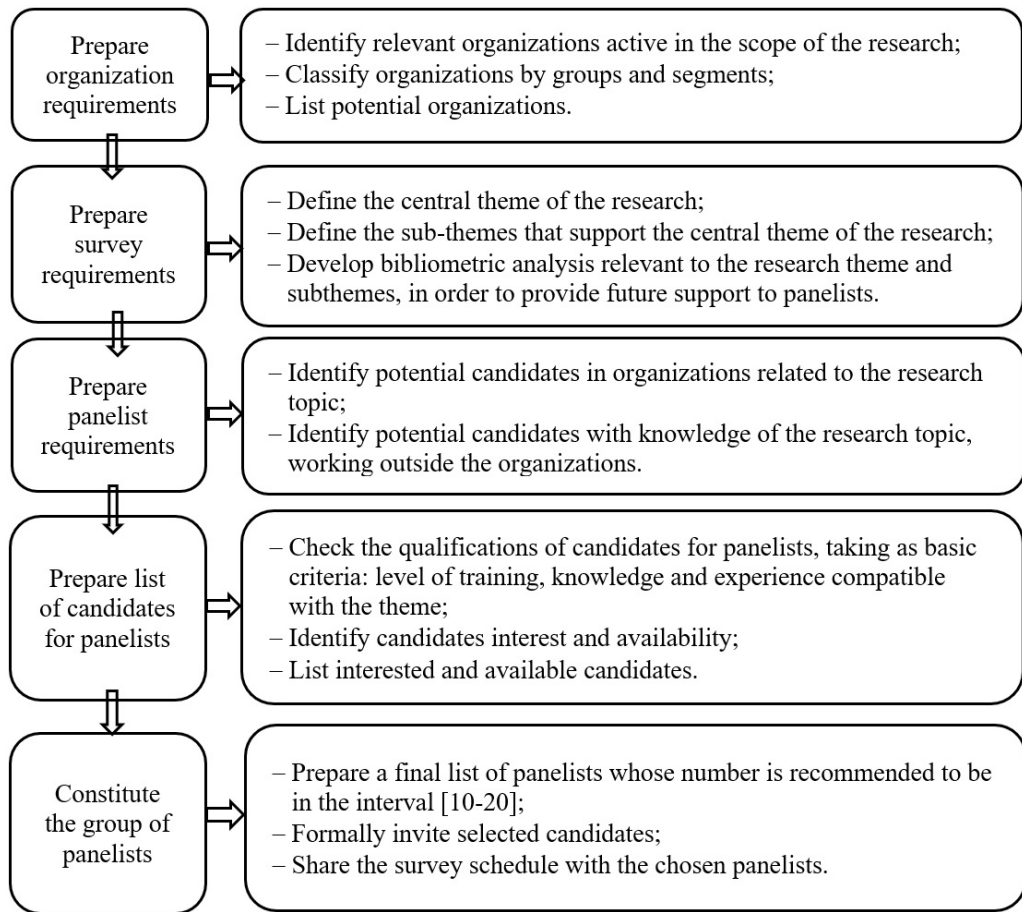 Prepare
organization
requirements
– Identify relevant organizations active in the scope of the research;
– Classify organizations by groups and segments;
– List potential organizations.
Prepare
survey
requirements
– Define the central theme of the research;
– Define the sub-themes that support the central theme of the research;
– Develop bibliometric analysis relevant to the research theme and
subthemes, in order to provide future support to panelists.
Prepare
panelist
requirements
– Identify potential candidates in organizations related to the research
topic;
– Identify potential candidates with knowledge of the research topic,
working outside the organizations.
Prepare list
of candidates
for panelists
– Check the qualifications of candidates for panelists, taking as basic
criteria: level of training, knowledge and experience compatible
with the theme;
– Identify candidates interest and availability;
– List interested and available candidates.
Constitute
the group of
panelists
– Prepare a final list of panelists whose number is recommended to be
in the interval [10-20];
– Formally invite selected candidates;
– Share the survey schedule with the chosen panelists.